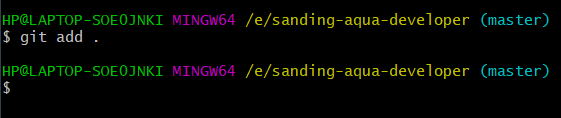 HP@LAPTOP-SOE0JNKI MINGW64 /e/sanding-aqua-developer (master)
$ git add .
HP@LAPTOP-SOE0JNKI MINGW64 /e/sanding-aqua-developer (master)
$